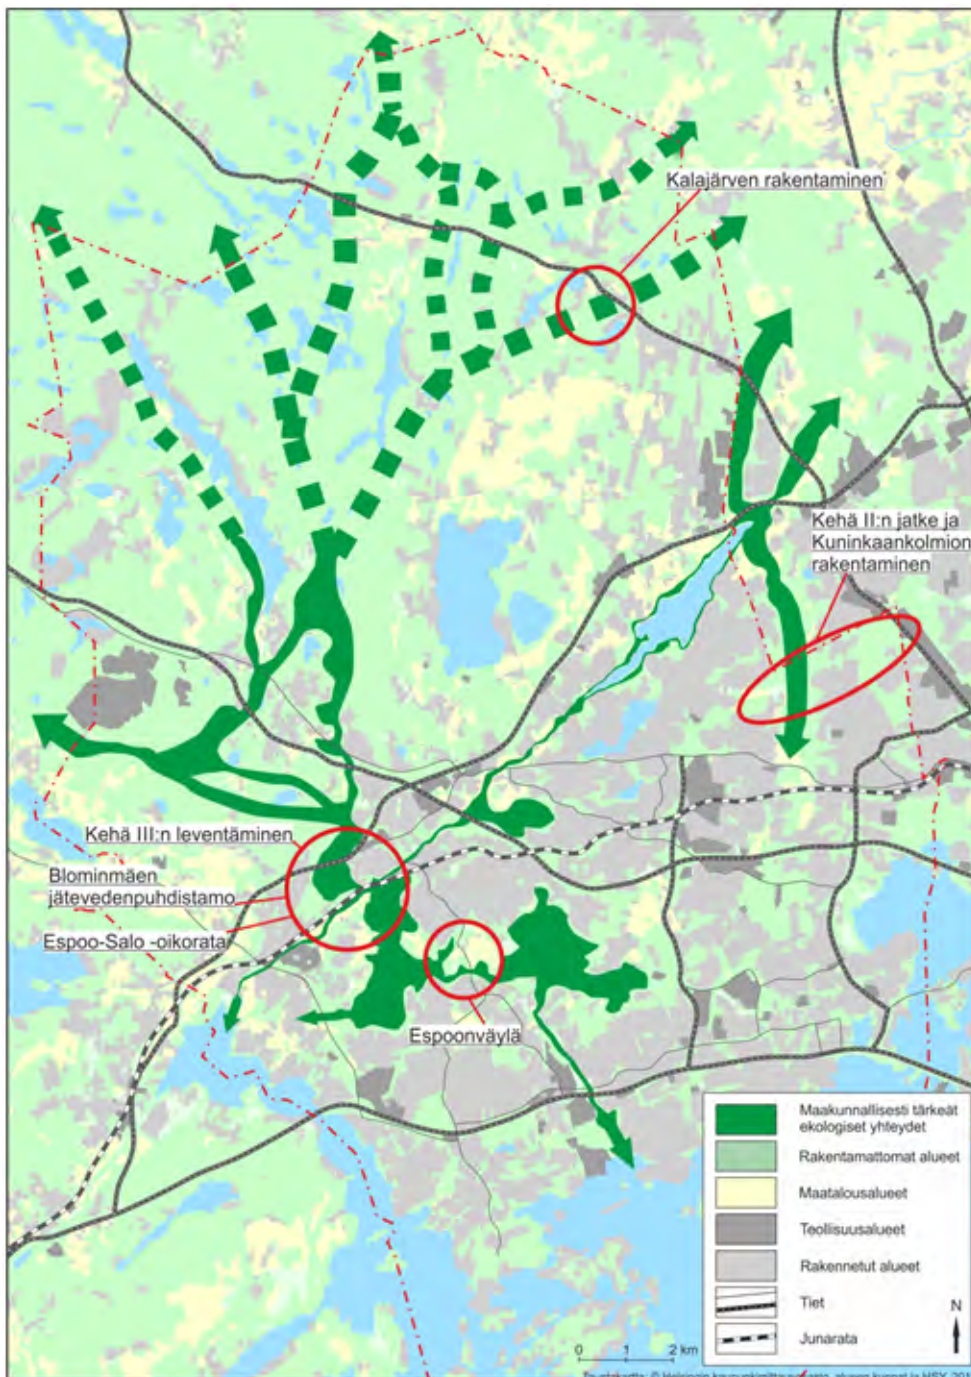 Kalajärven rakentaminen
Kehä II:n jatke ja
Kuninkaankolmion
rakentaminen
Kehä III:n leventäminen
Blominmäen
jätevedenpuhdistamo
Espoo-Salo -oikorata
Espoonväylä
Maakunnallisesti tärkeät
ekologiset yhteydet
Rakentamattomat alueet
Maatalousalueet
Teollisuusalueet
Rakennetut alueet
Tiet
N
Junarata
0 1 2 km